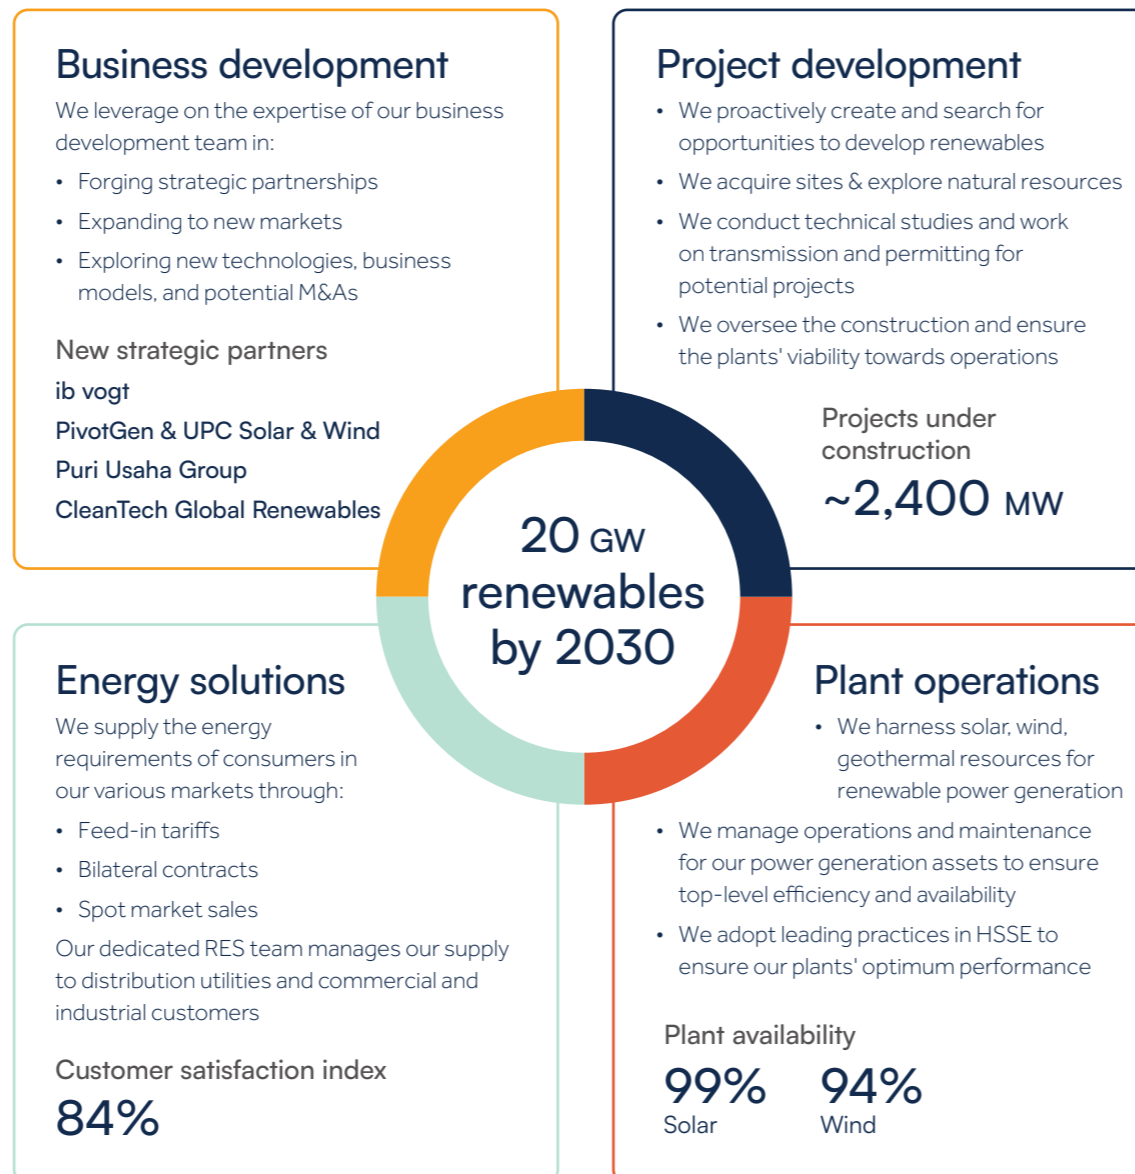 Business development
We leverage on the expertise of our business
development team in:
• Forging strategic partnerships
• Expanding to new markets
• Exploring new technologies, business
models, and potential M&As
New strategic partners
ib vogt
PivotGen & UPC Solar & Wind
Puri Usaha Group
CleanTech Global Renewables
Project development
• We proactively create and search for
opportunities to develop renewables
• We acquire sites & explore natural resources
• We conduct technical studies and work
on transmission and permitting for
potential projects
• We oversee the construction and ensure
the plants' viability towards operations
Projects under
construction
~2,400 MW
20 GW
renewables
by 2030
Energy solutions
We supply the energy
requirements of consumers in
our various markets through:
• Feed-in tariffs
• Bilateral contracts
• Spot market sales
Our dedicated RES team manages our supply
to distribution utilities and commercial and
industrial customers
Customer satisfaction index
84%
Plant operations
• We harness solar, wind,
geothermal resources for
renewable power generation
• We manage operations and maintenance
for our power generation assets to ensure
top-level efficiency and availability
• We adopt leading practices in HSSE to
ensure our plants' optimum performance
Plant availability
99% 94%
Solar Wind